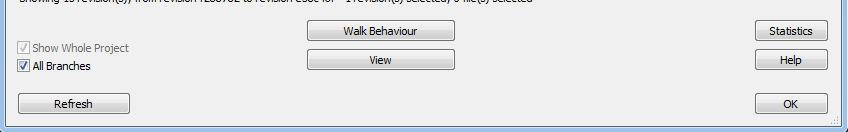 Walk Behaviour
Statistics
Show Whole Project
All Branches
View
Help
Refresh
OK